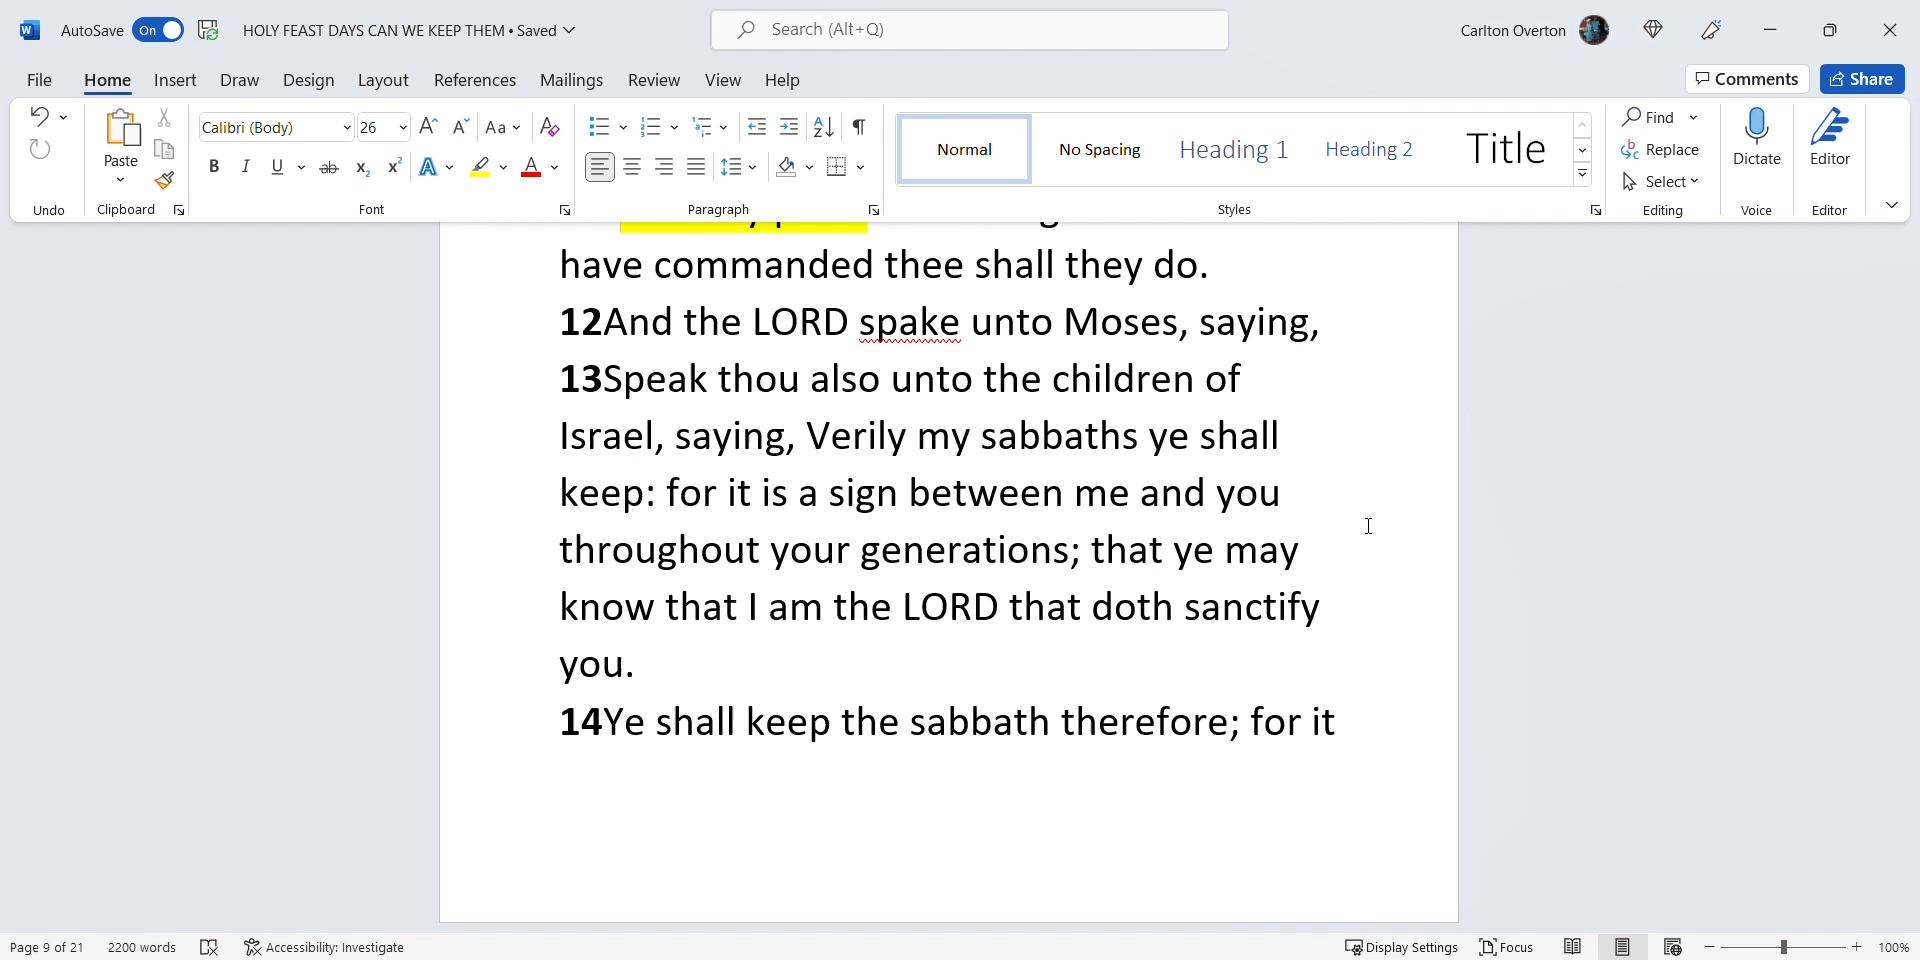 AutoSave On HOLY FEAST DAYS CAN WE KEEP THEM • Saved Search (Alt+Q) Carlton Overton
File Home Insert Draw Design Layout References Mailings Review View Help Comments Share
Calibri (Body) 26 Aa
Paste
B I U ab x2 x2 A A
Normal No Spacing Heading 1 Heading 2 Title
Find
Replace
Select
Dictate Editor
Undo Clipboard Font Paragraph Styles Editing Voice Editor
have commanded thee shall they do.
12And the LORD spake unto Moses, saying,
13Speak thou also unto the children of
Israel, saying, Verily my sabbaths ye shall
keep: for it is a sign between me and you
throughout your generations; that ye may
know that I am the LORD that doth sanctify
you.
14Ye shall keep the sabbath therefore; for it
Page 9 of 21 2200 words Accessibility: Investigate Display Settings Focus 100%